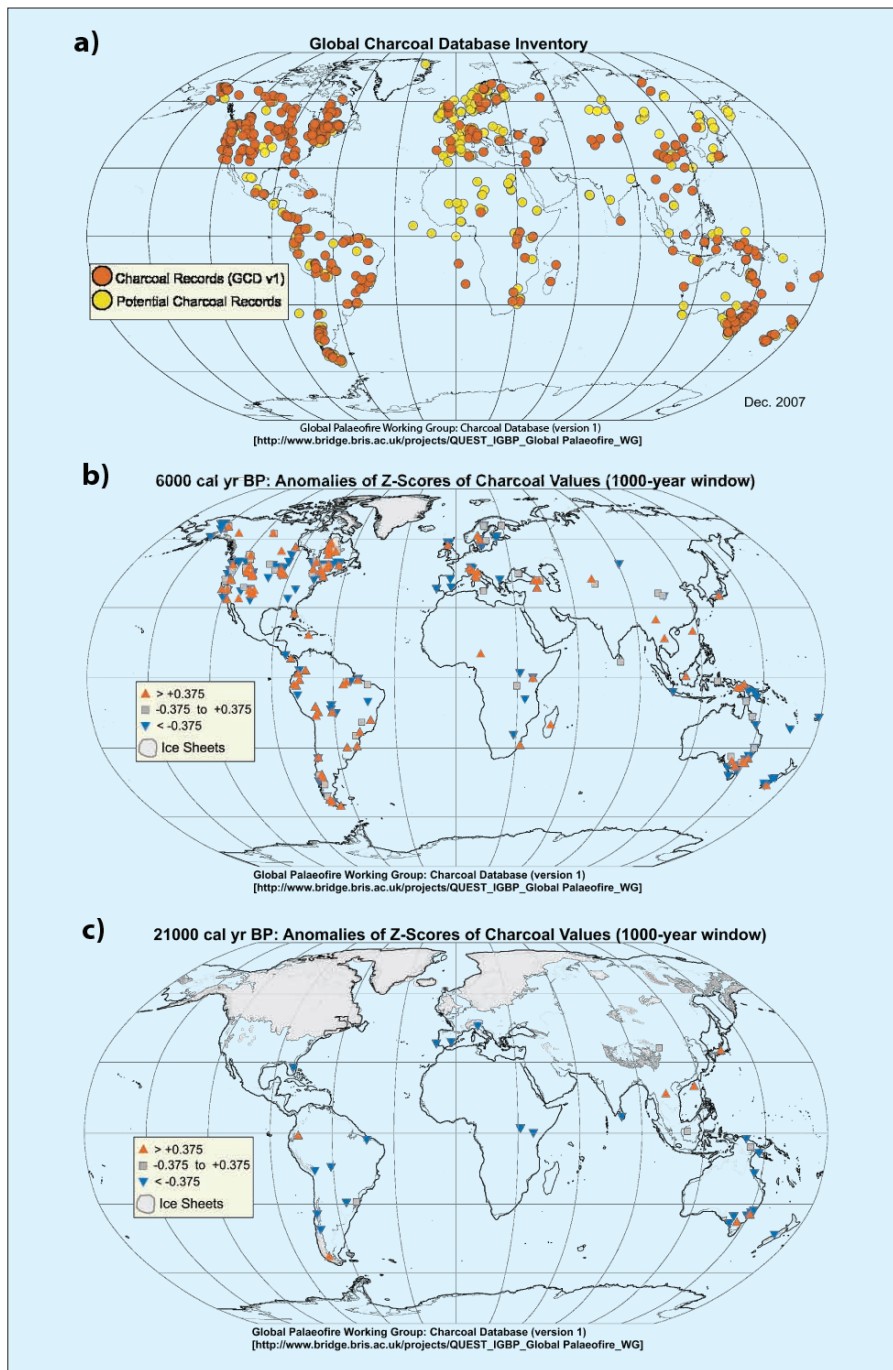 a)
Global Charcoal Database Inventory
Charcoal Records (GCD v1)
Potential Charcoal Records
Dec. 2007
Global Palaeofire Working Group: Charcoal Database (version 1)
[http://www.bridge.bris.ac.uk/projects/QUEST_IGBP_Global Palaeofire_WG]
b)
6000 cal yr BP: Anomalies of Z-Scores of Charcoal Values (1000-year window)
> +0.375
-0.375 to +0.375
< -0.375
Ice Sheets
Global Palaeofire Working Group: Charcoal Database (version 1)
[http://www.bridge.bris.ac.uk/projects/QUEST_IGBP_Global Palaeofire_WG]
c)
21000 cal yr BP: Anomalies of Z-Scores of Charcoal Values (1000-year window)
> +0.375
-0.375 to +0.375
< -0.375
Ice Sheets
Global Palaeofire Working Group: Charcoal Database (version 1)
[http://www.bridge.bris.ac.uk/projects/QUEST_IGBP_Global Palaeofire_WG]